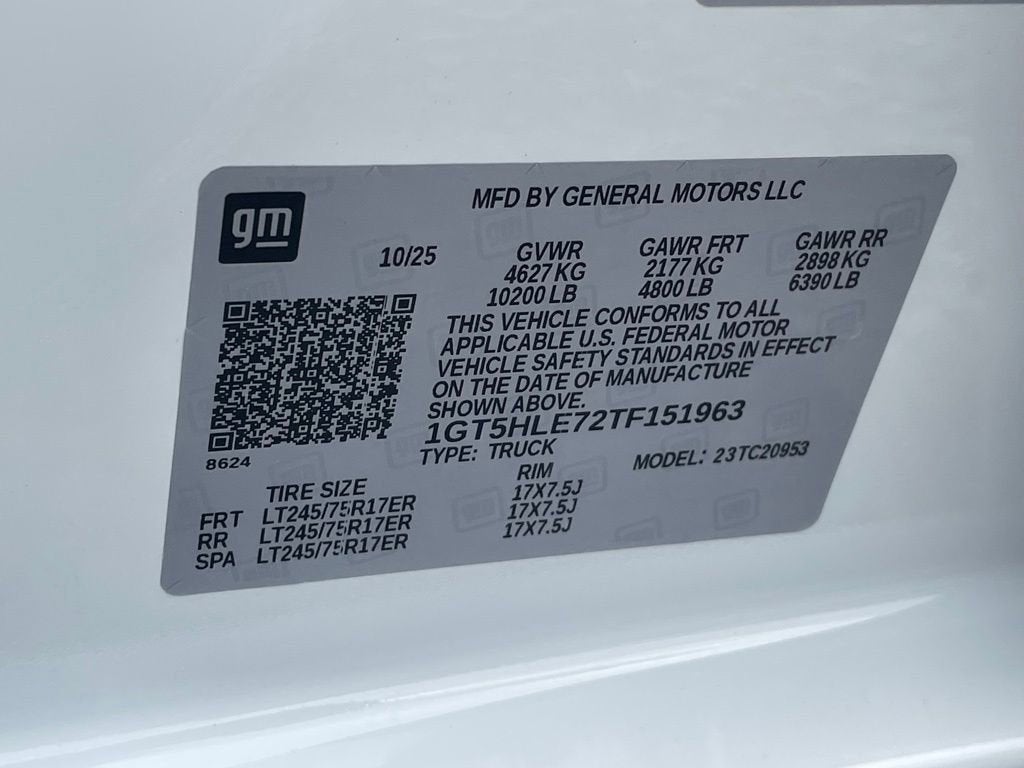 gm
MFD BY GENERAL MOTORS LLC
10/25 GVWR GAWR FRT GAWR RR
4627 KG 2177 KG 2898 KG
10200 LB 4800 LB 6390 LB
THIS VEHICLE CONFORMS TO ALL
APPLICABLE U.S. FEDERAL MOTOR
VEHICLE SAFETY STANDARDS IN EFFECT
ON THE DATE OF MANUFACTURE
SHOWN ABOVE.
1GT5HLE72TF151963
8624
TYPE: TRUCK MODEL: 23TC20953
TIRE SIZE RIM
FRT LT245/75R17ER 17X7.5J
RR LT245/75R17ER 17X7.5J
SPA LT245/75R17ER 17X7.5J